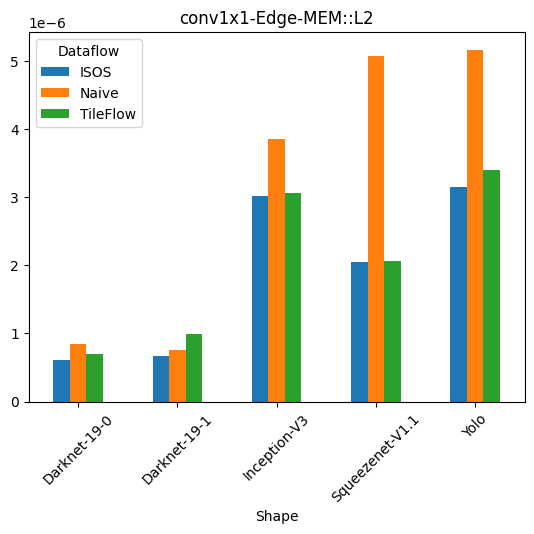 conv1x1-Edge-MEM::L2
1e−6
Dataflow
ISOS
Naive
TileFlow
5
4
3
2
1
0
Darknet-19-0
Darknet-19-1
Inception-V3
Squeezenet-V1.1
Yolo
Shape